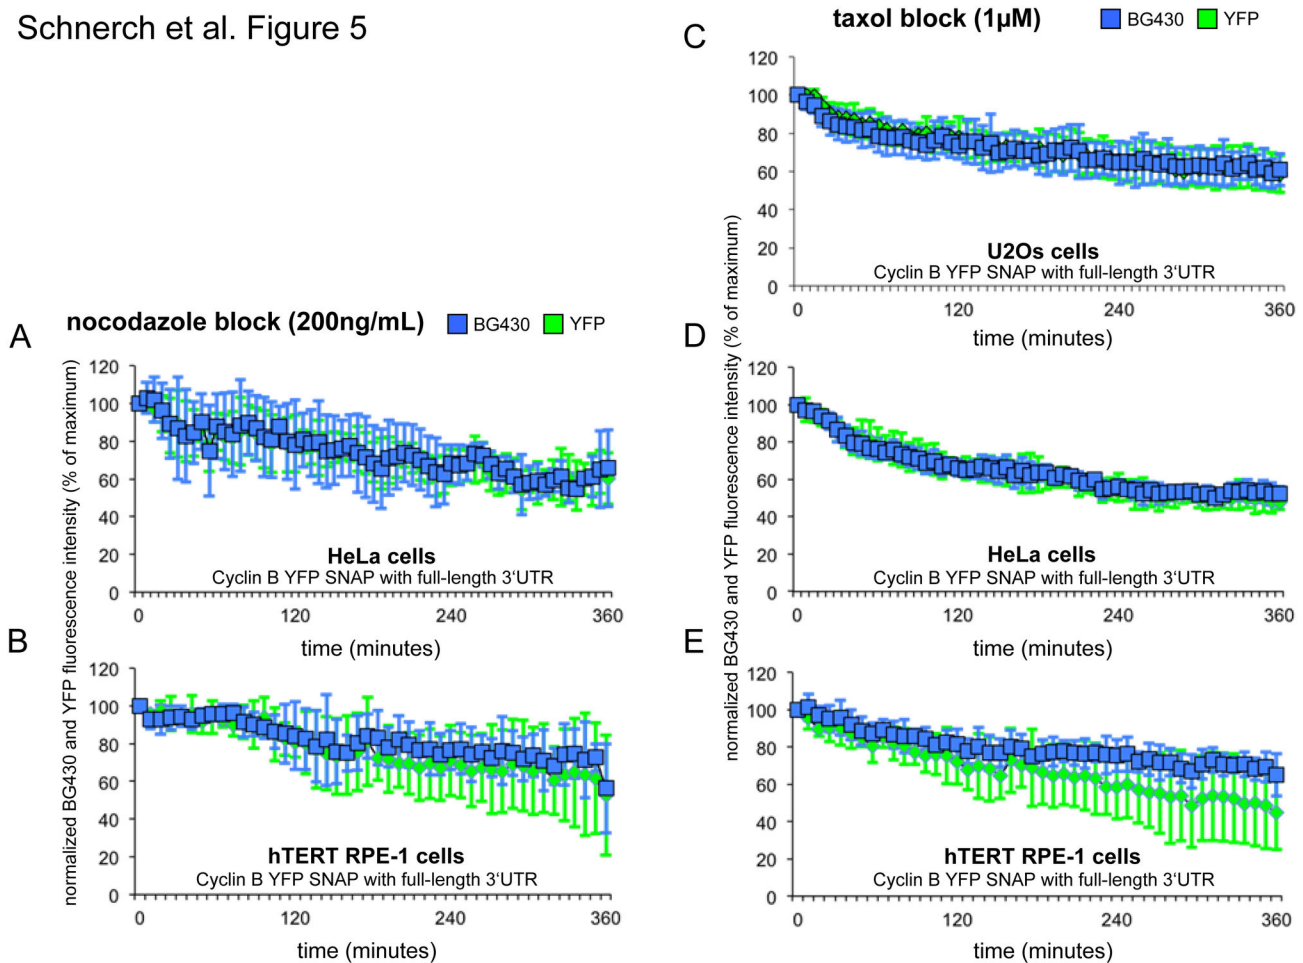 Schnerch et al. Figure 5
C
taxol block (1µM)
BG430
YFP
120
100
80
60
40
20
0
U2Os cells
Cyclin B YFP SNAP with full-length 3‘UTR
0
120
240
360
time (minutes)
A
nocodazole block (200ng/mL)
BG430
YFP
120
100
80
60
40
20
0
HeLa cells
Cyclin B YFP SNAP with full-length 3‘UTR
0
120
240
360
time (minutes)
D
120
100
80
60
40
20
0
HeLa cells
Cyclin B YFP SNAP with full-length 3‘UTR
0
120
240
360
time (minutes)
B
120
100
80
60
40
20
0
hTERT RPE-1 cells
Cyclin B YFP SNAP with full-length 3‘UTR
0
120
240
360
time (minutes)
normalized BG430 and YFP fluorescence intensity (% of maximum)
E
120
100
80
60
40
20
0
hTERT RPE-1 cells
Cyclin B YFP SNAP with full-length 3‘UTR
0
120
240
360
time (minutes)
normalized BG430 and YFP fluorescence intensity (% of maximum)